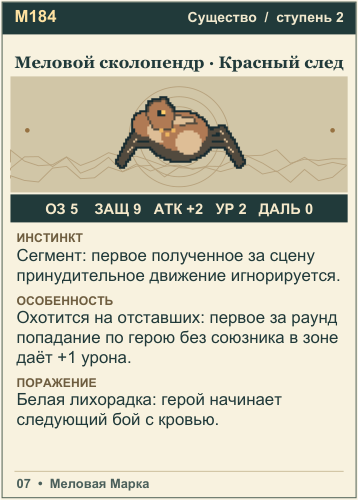 M184
Существо / ступень 2
Меловой сколопендр · Красный след
ОЗ 5 ЗАЩ 9 АТК +2 УР 2 ДАЛЬ 0
ИНСТИНКТ
Сегмент: первое полученное за сцену
принудительное движение игнорируется.
ОСОБЕННОСТЬ
Охотится на отставших: первое за раунд
попадание по герою без союзника в зоне
даёт +1 урона.
ПОРАЖЕНИЕ
Белая лихорадка: герой начинает
следующий бой с кровью.
07 • Меловая Марка